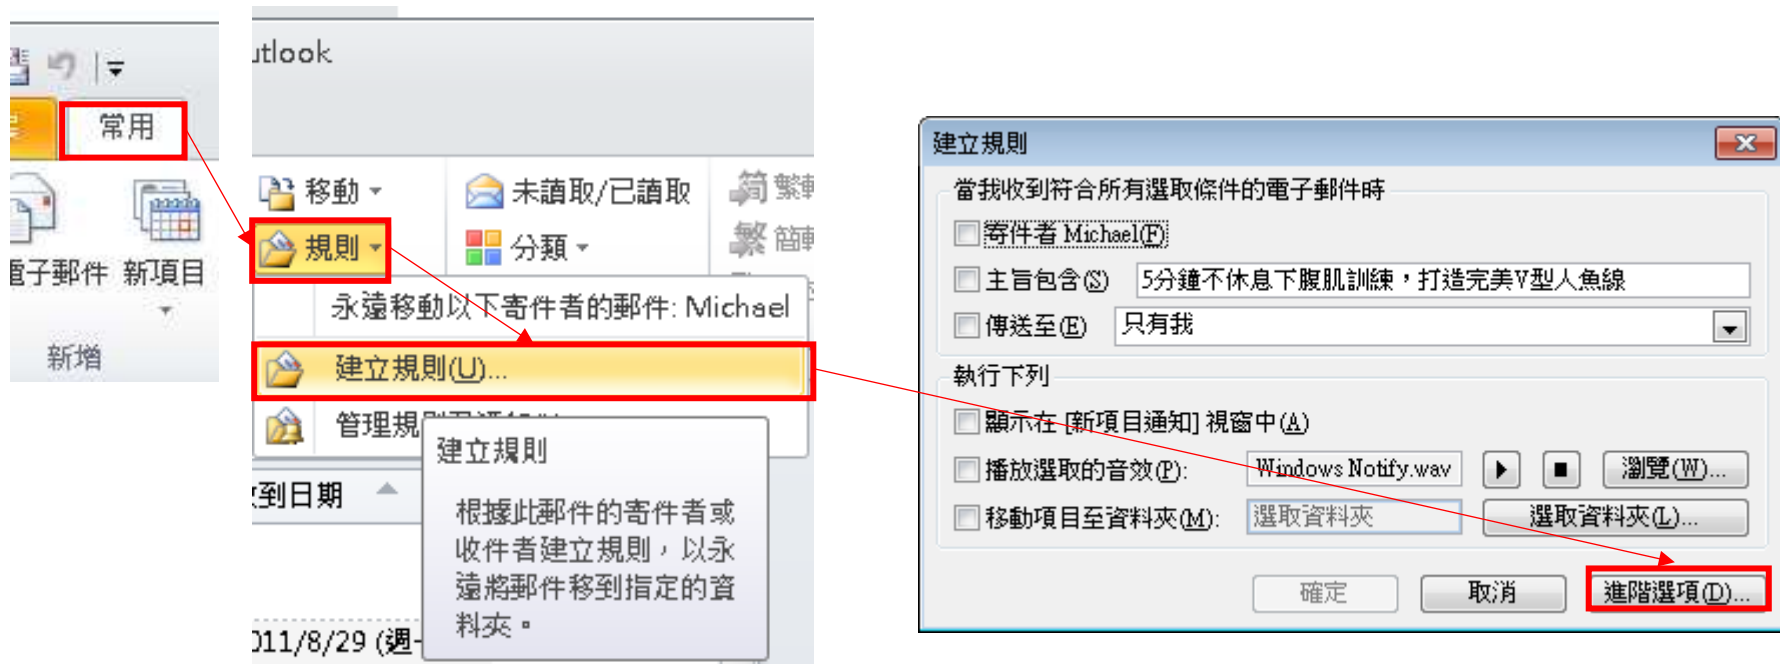 常用
電子郵件 新項目
新增
utlook
移動
未讀取/已讀取
規則
分類
永遠移動以下寄件者的郵件: Michael
建立規則(U)...
管理規
建立規則
根據此郵件的寄件者或
收件者建立規則，以永
遠將郵件移到指定的資
料夾。
到日期
011/8/29 (週
建立規則
當我收到符合所有選取條件的電子郵件時
寄件者 Michael(F)
主旨包含(S) 5分鐘不休息下腹肌訓練，打造完美V型人魚線
傳送至(E) 只有我
執行下列
顯示在 [新項目通知] 視窗中(A)
播放選取的音效(P): Windows Notify.wav 瀏覽(W)...
移動項目至資料夾(M): 選取資料夾 選取資料夾(L)...
確定 取消 進階選項(D)...